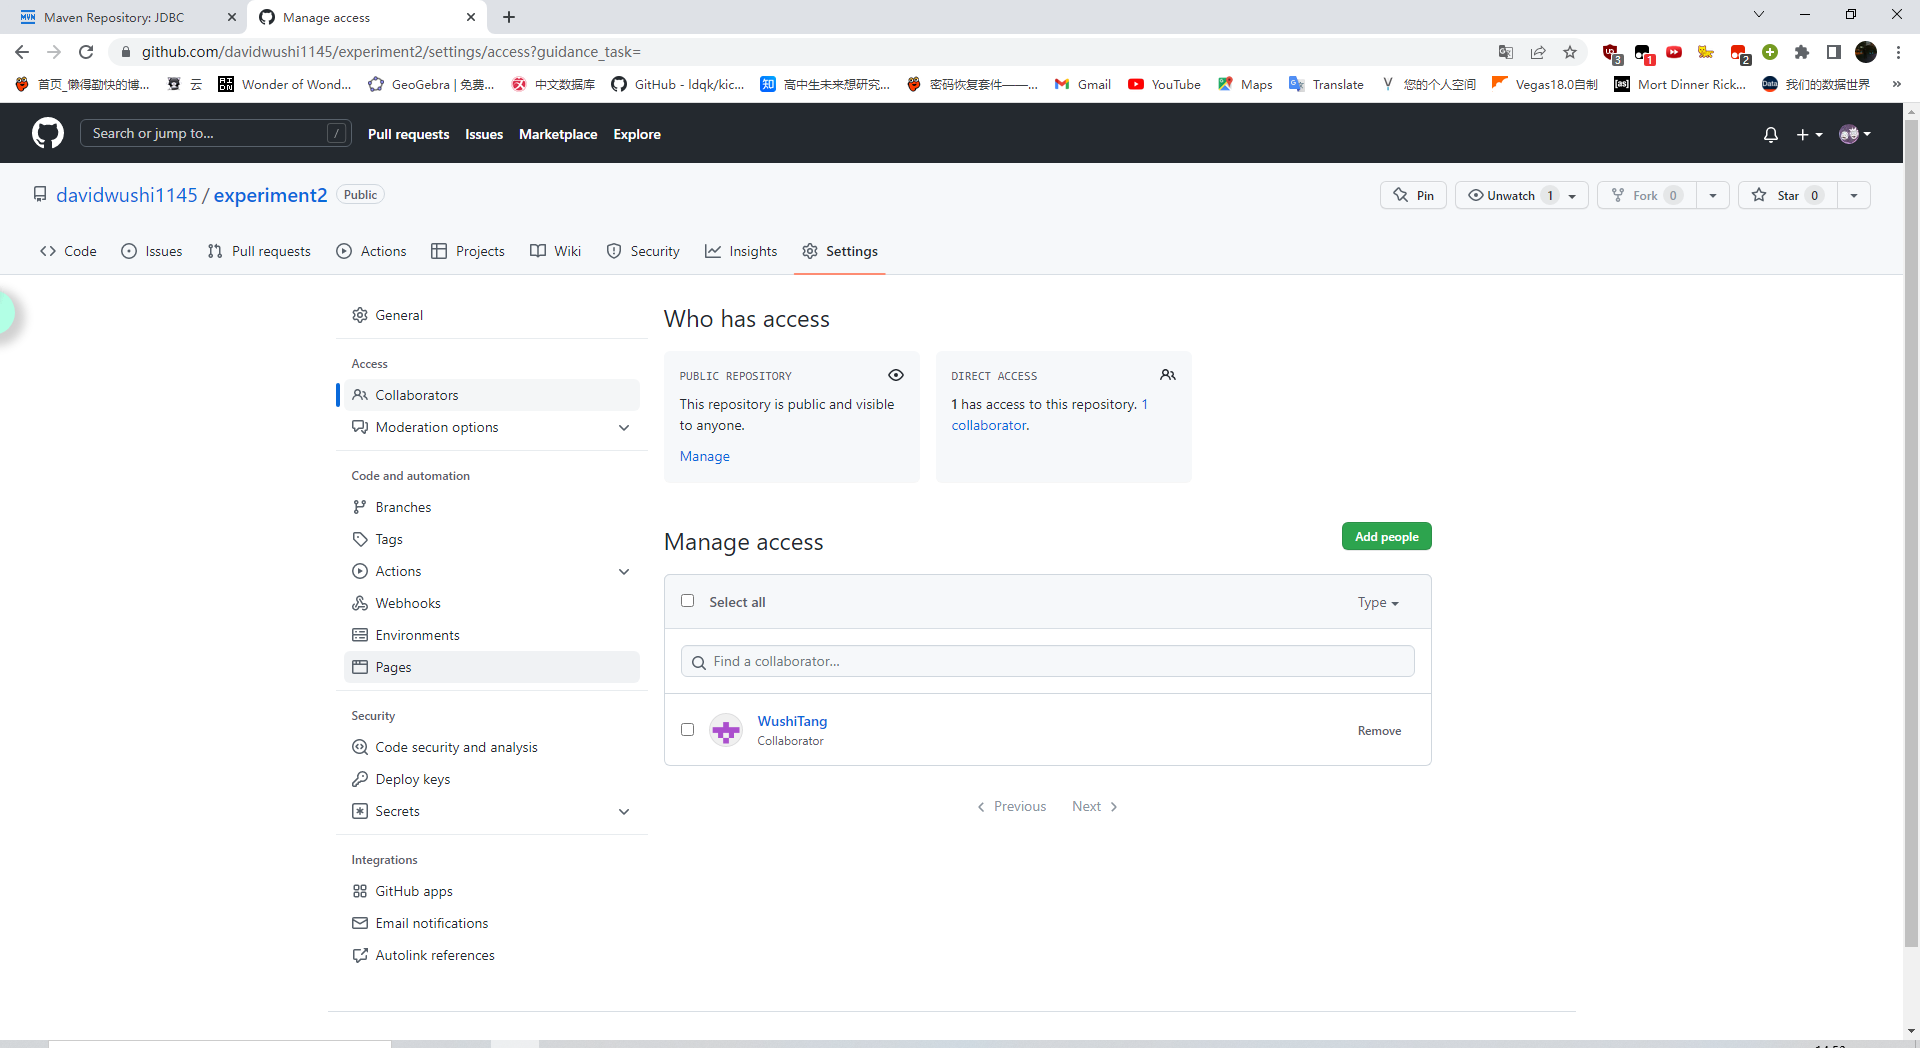 Maven Repository: JDBC
Manage access
github.com/davidwushi1145/experiment2/settings/access?guidance_task=
3
1
2
首页_懒得勤快的博...
云
Wonder of Wond...
GeoGebra | 免费...
中文数据库
GitHub - ldqk/kic...
高中生未来想研究...
密码恢复套件——...
Gmail
YouTube
Maps
Translate
您的个人空间
Vegas18.0自制
Mort Dinner Rick...
我们的数据世界
»
Search or jump to...
/
Pull requests
Issues
Marketplace
Explore
davidwushi1145 / experiment2
Public
Pin
Unwatch 1
Fork 0
Star 0
Code
Issues
Pull requests
Actions
Projects
Wiki
Security
Insights
Settings
General
Access
Collaborators
Moderation options
Code and automation
Branches
Tags
Actions
Webhooks
Environments
Pages
Security
Code security and analysis
Deploy keys
Secrets
Integrations
GitHub apps
Email notifications
Autolink references
Who has access
PUBLIC REPOSITORY
This repository is public and visible
to anyone.
Manage
DIRECT ACCESS
1 has access to this repository. 1
collaborator.
Manage access
Add people
Select all
Type
Find a collaborator...
WushiTang
Collaborator
Remove
Previous
Next